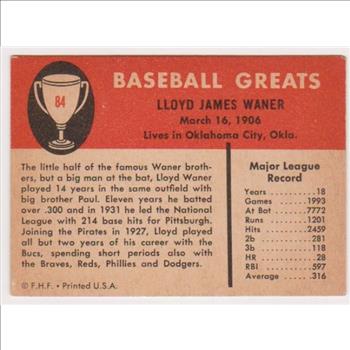 84
BASEBALL GREATS
LLOYD JAMES WANER
March 16, 1906
Lives in Oklahoma City, Okla.
The little half of the famous Waner broth-
ers, but a big man at the bat, Lloyd Waner
played 14 years in the same outfield with
big brother Paul. Eleven years he batted
over .300 and in 1931 he led the National
League with 214 base hits for Pittsburgh.
Joining the Pirates in 1927, Lloyd played
all but two years of his career with the
Bucs, spending short periods also with
the Braves, Reds, Phillies and Dodgers.
© F.H.F. • Printed U.S.A.
Major League
Record
Years 18
Games 1993
At Bat 7772
Runs 1201
Hits 2459
2b 281
3b 118
HR 28
RBI 597
Average .316